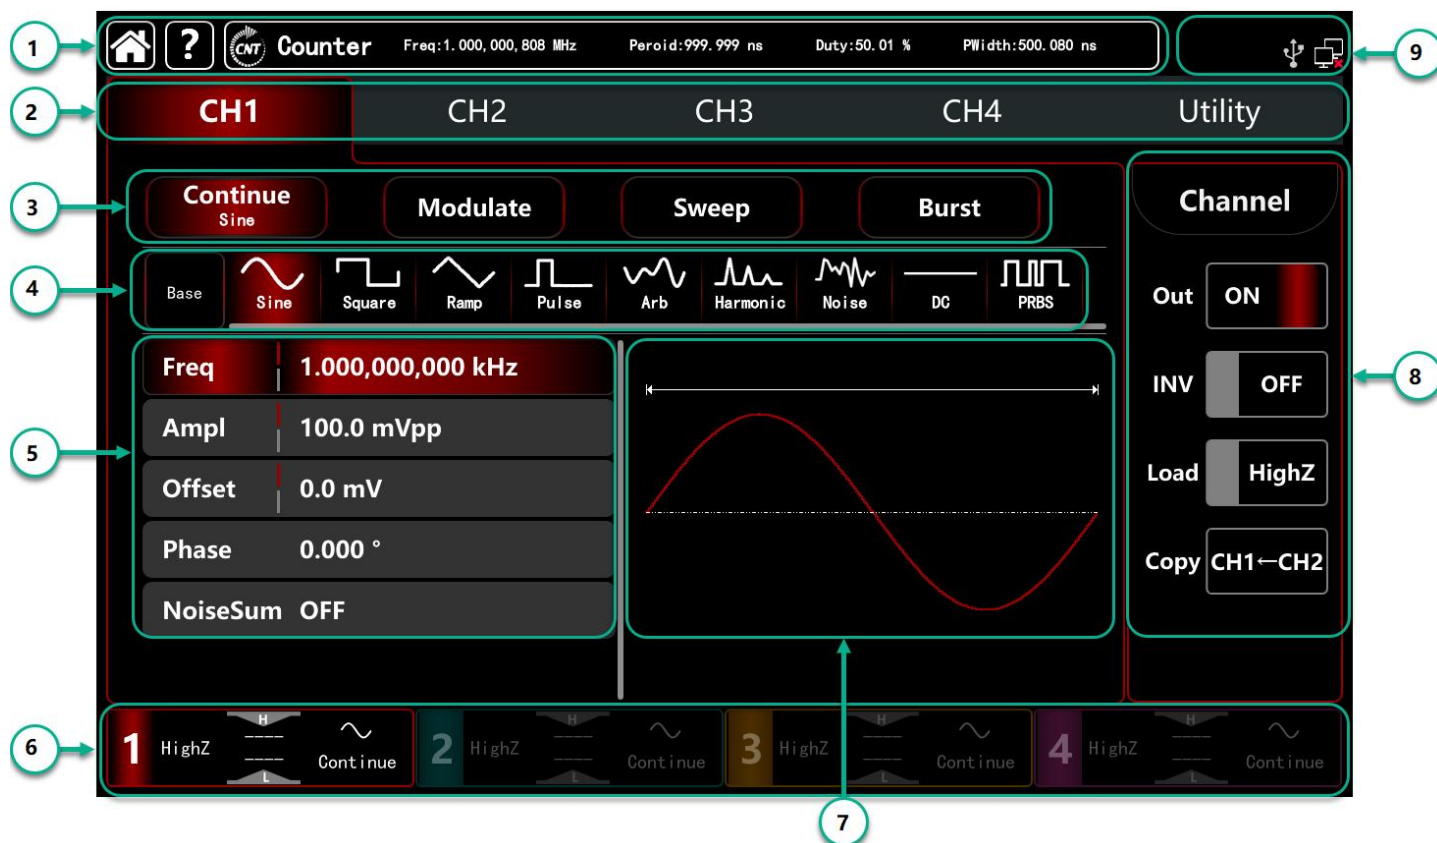 1
? CNT Counter Freq:1.000,000,808 MHz Peroid:999.999 ns Duty:50.01 % PWidth:500.080 ns
9
2
CH1 CH2 CH3 CH4 Utility
3
Continue
Sine
Modulate Sweep Burst
4
Base Sine Square Ramp Pulse Arb Harmonic Noise DC PRBS
5
Freq 1.000,000,000 kHz
Ampl 100.0 mVpp
Offset 0.0 mV
Phase 0.000 °
NoiseSum OFF
7
Channel
Out ON
INV OFF
Load HighZ
Copy CH1←CH2
8
6
1 HighZ H ---- ---- L Continue
2 HighZ H ---- ---- L Continue
3 HighZ H ---- ---- L Continue
4 HighZ H ---- ---- L Continue